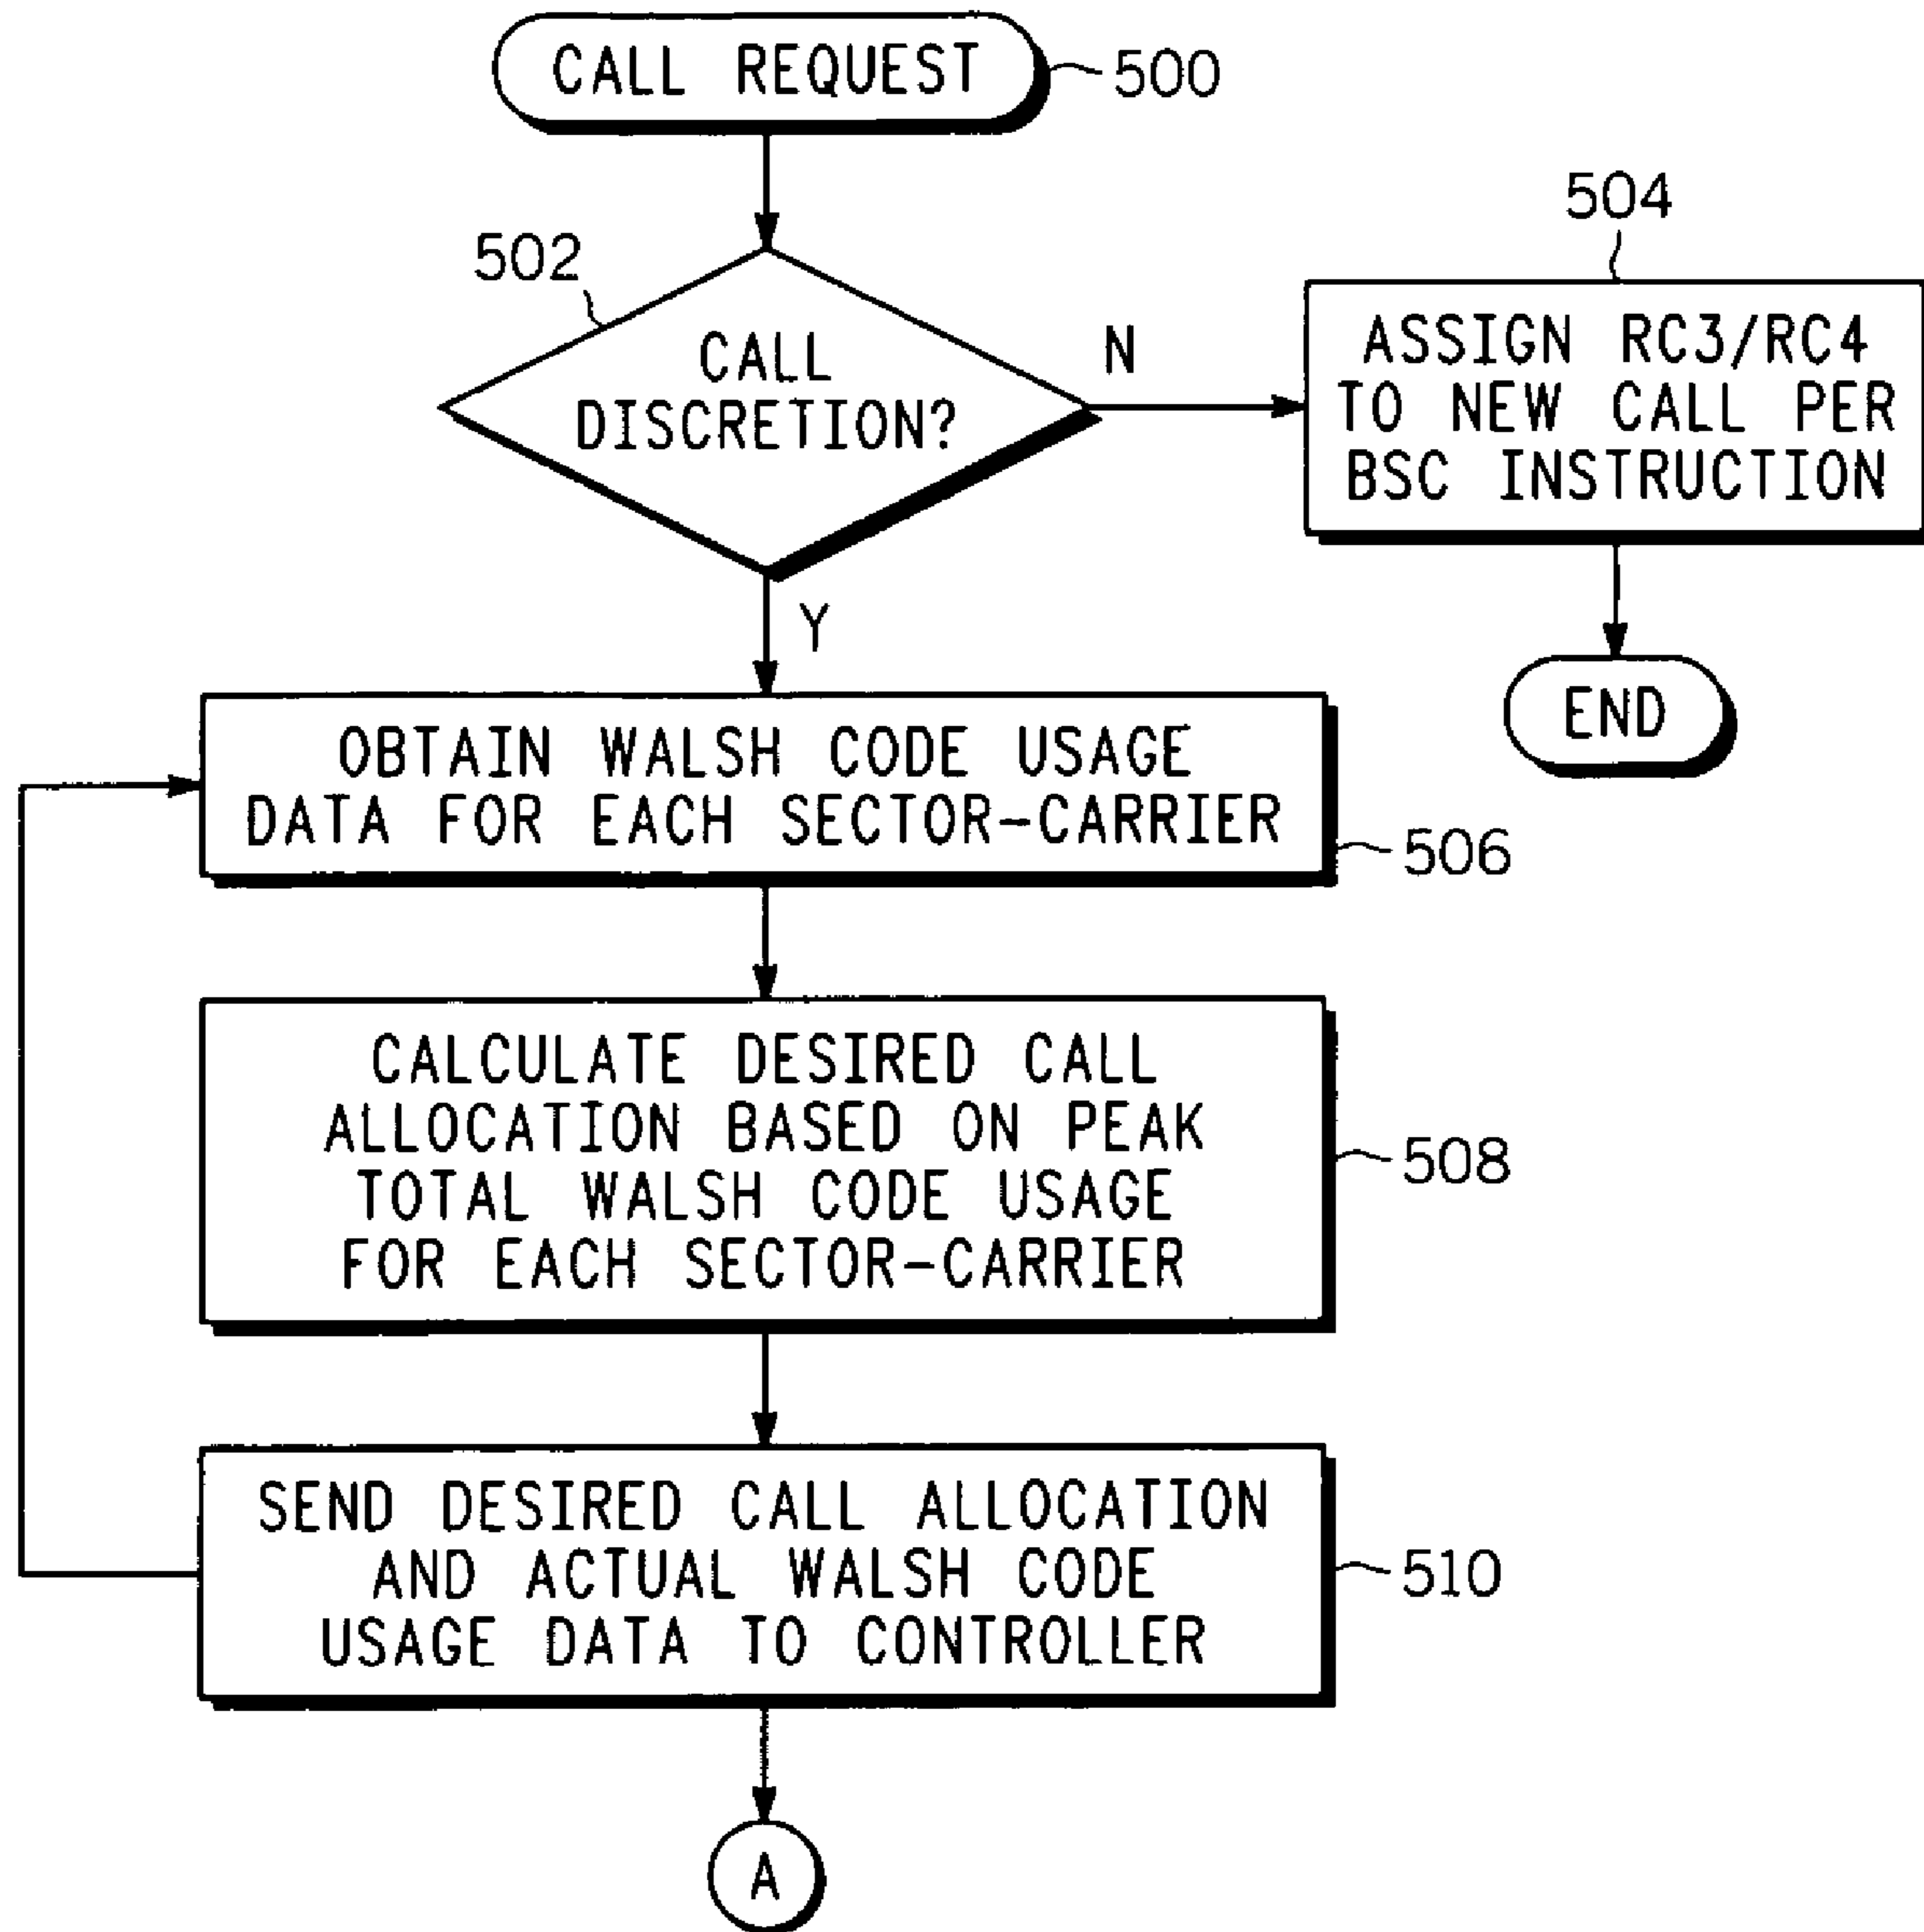 CALL REQUEST
500
502
CALL
DISCRETION?
N
504
ASSIGN RC3/RC4
TO NEW CALL PER
BSC INSTRUCTION
Y
END
OBTAIN WALSH CODE USAGE
DATA FOR EACH SECTOR-CARRIER
506
CALCULATE DESIRED CALL
ALLOCATION BASED ON PEAK
TOTAL WALSH CODE USAGE
FOR EACH SECTOR-CARRIER
508
SEND DESIRED CALL ALLOCATION
AND ACTUAL WALSH CODE
USAGE DATA TO CONTROLLER
510
A